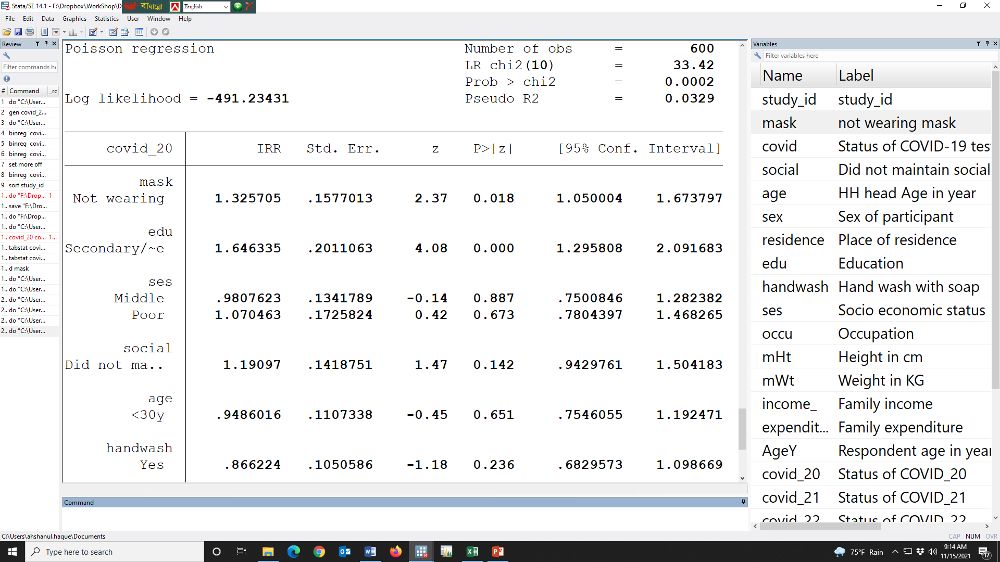 Stata/SE 14.1 - F:\Dropbox\WorkShop\D
বায়ান্নো
English
File Edit Data Graphics Statistics User Window Help
Review
Filter commands he
# Command _rc
1 do "C:\User...
2 gen covid_2...
3 do "C:\User...
4 binreg covi...
5 binreg covi...
6 binreg covi...
7 set more off
8 binreg covi...
9 sort study_id
1.. do "F:\Drop... 1
1.. save "F:\Dro...
1.. do "F:\Drop...
1.. do "C:\User...
1.. covid_20 co... 1...
1.. tabstat covi...
1.. tabstat covi...
1.. d mask
1.. do "C:\User...
1.. do "C:\User...
2.. do "C:\User...
2.. do "C:\User...
2.. do "C:\User...
2.. do "C:\User...
Poisson regression Number of obs = 600
LR chi2(10) = 33.42
Prob > chi2 = 0.0002
Log likelihood = -491.23431 Pseudo R2 = 0.0329
covid_20 IRR Std. Err. z P>|z| [95% Conf. Interval]
mask
Not wearing 1.325705 .1577013 2.37 0.018 1.050004 1.673797
edu
Secondary/~e 1.646335 .2011063 4.08 0.000 1.295808 2.091683
ses
Middle .9807623 .1341789 -0.14 0.887 .7500846 1.282382
Poor 1.070463 .1725824 0.42 0.673 .7804397 1.468265
social
Did not ma.. 1.19097 .1418751 1.47 0.142 .9429761 1.504183
age
<30y .9486016 .1107338 -0.45 0.651 .7546055 1.192471
handwash
Yes .866224 .1050586 -1.18 0.236 .6829573 1.098669
Command
Variables
Filter variables here
Name Label
study_id study_id
mask not wearing mask
covid Status of COVID-19 tes
social Did not maintain social
age HH head Age in year
sex Sex of participant
residence Place of residence
edu Education
handwash Hand wash with soap
ses Socio economic status
occu Occupation
mHt Height in cm
mWt Weight in KG
income_ Family income
expendit... Family expenditure
AgeY Respondent age in year
covid_20 Status of COVID_20
covid_21 Status of COVID_21
covid_22 Status of COVID_22
C:\Users\ahshanul.haque\Documents
CAP NUM OVR
Type here to search
75°F Rain
9:14 AM
11/15/2021
17